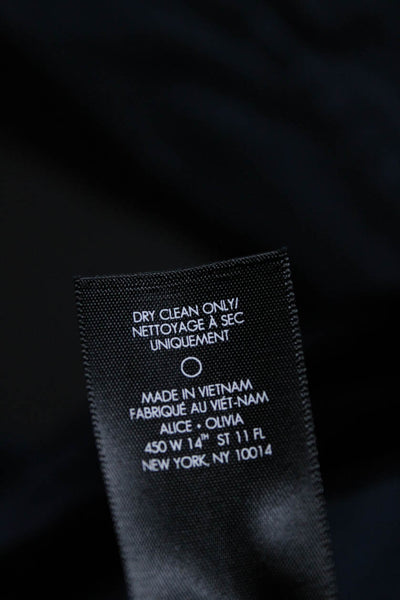 DRY CLEAN ONLY/
NETTOYAGE À SEC
UNIQUEMENT
MADE IN VIETNAM
FABRIQUÉ AU VIÊT-NAM
ALICE • OLIVIA
450 W 14TH ST 11 FL
NEW YORK, NY 10014